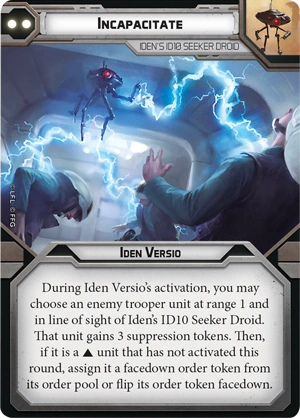 INCAPACITATE
IDEN'S ID10 SEEKER DROID
©LFL ©FFG
IDEN VERSIO
During Iden Versio's activation, you may
choose an enemy trooper unit at range 1 and
in line of sight of Iden's ID10 Seeker Droid.
That unit gains 3 suppression tokens. Then,
if it is a ▲ unit that has not activated this
round, assign it a facedown order token from
its order pool or flip its order token facedown.